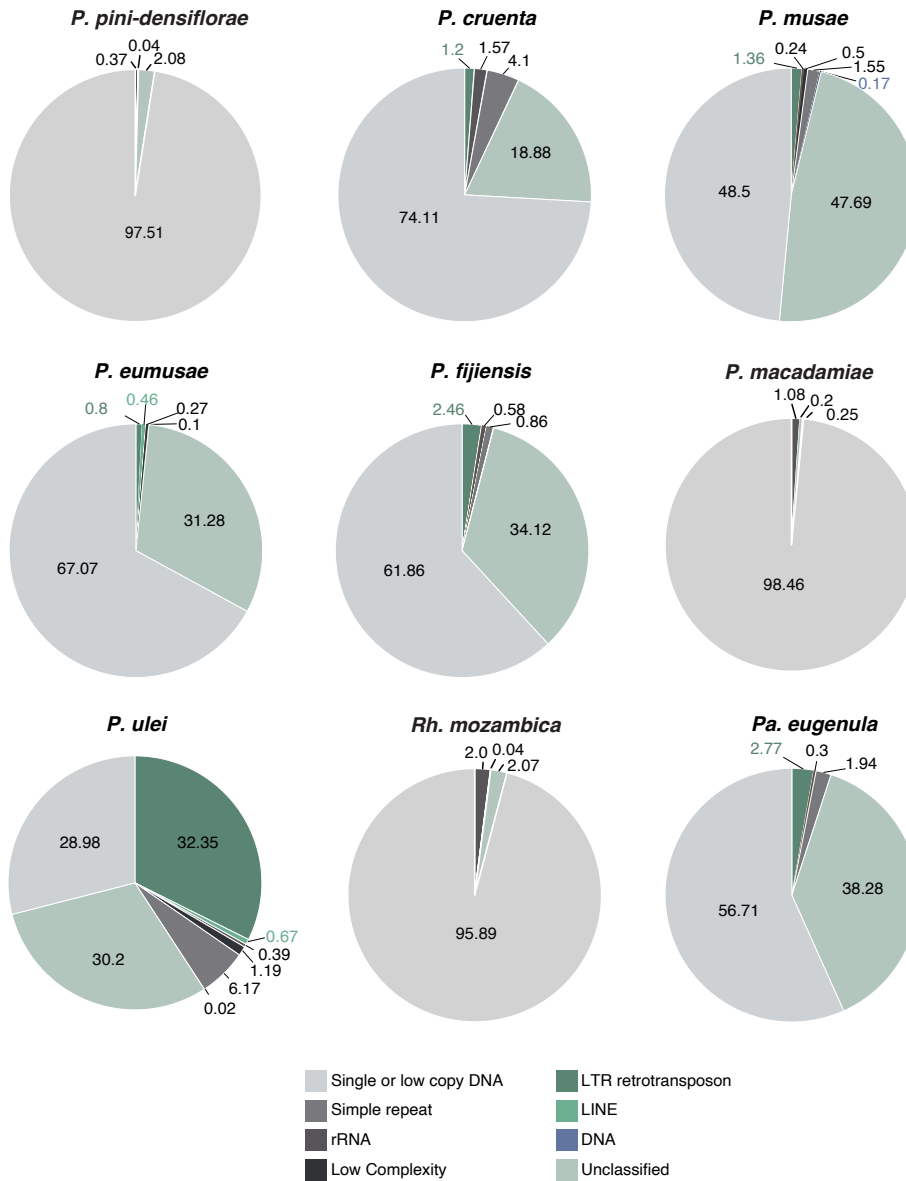 P. pini-densiflorae
0.04
0.37
2.08
97.51
P. cruenta
1.2
1.57
4.1
18.88
74.11
P. musae
0.24
0.5
1.36
1.55
0.17
48.5
47.69
P. eumusae
0.46
0.8
0.27
0.1
31.28
67.07
P. fijiensis
2.46
0.58
0.86
34.12
61.86
P. macadamiae
1.08
0.2
0.25
98.46
P. ulei
28.98
32.35
0.67
0.39
1.19
6.17
0.02
30.2
Rh. mozambica
2.0
0.04
2.07
95.89
Pa. eugenula
2.77
0.3
1.94
38.28
56.71
Single or low copy DNA
Simple repeat
rRNA
Low Complexity
LTR retrotransposon
LINE
DNA
Unclassified